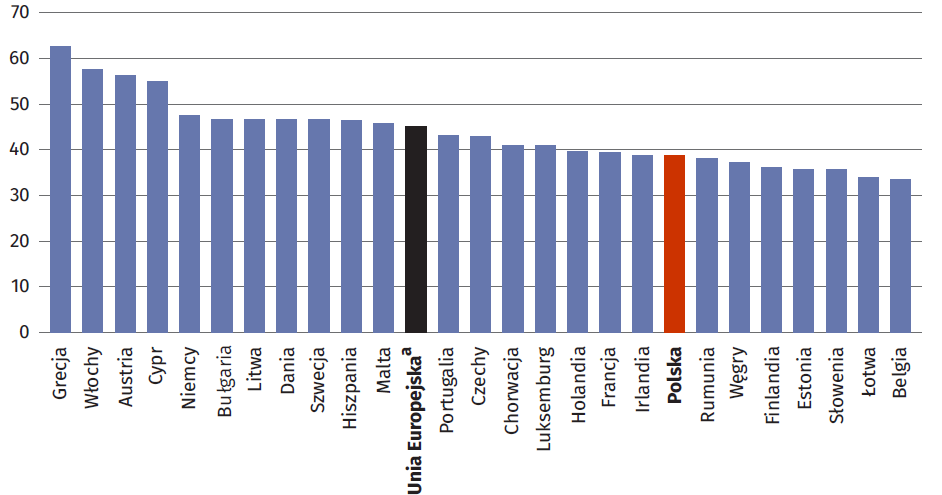 70
60
50
40
30
20
10
0
Grecja
Włochy
Austria
Cypr
Niemcy
Bułgaria
Litwa
Dania
Szwecja
Hiszpania
Malta
Unia Europejskaª
Portugalia
Czechy
Chorwacja
Luksemburg
Holandia
Francja
Irlandia
Polska
Rumunia
Węgry
Finlandia
Estonia
Słowenia
Łotwa
Belgia